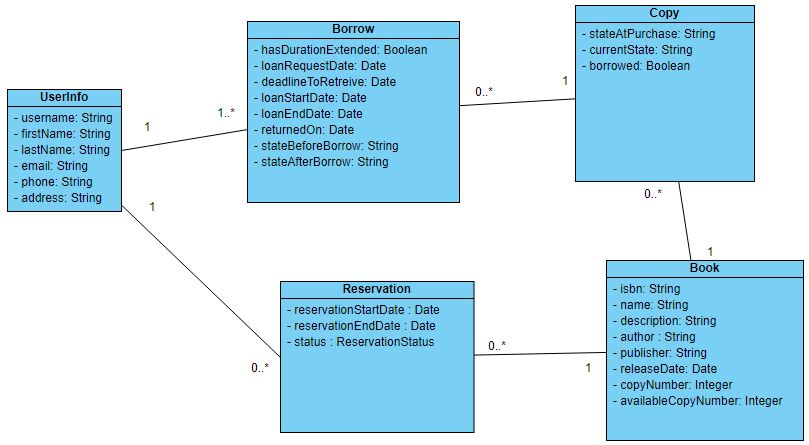 UserInfo
- username: String
- firstName: String
- lastName: String
- email: String
- phone: String
- address: String
1
1..*
Borrow
- hasDurationExtended: Boolean
- loanRequestDate: Date
- deadlineToRetreive: Date
- loanStartDate: Date
- loanEndDate: Date
- returnedOn: Date
- stateBeforeBorrow: String
- stateAfterBorrow: String
0..*
1
Copy
- stateAtPurchase: String
- currentState: String
- borrowed: Boolean
0..*
1
1
0..*
Reservation
- reservationStartDate : Date
- reservationEndDate : Date
- status : ReservationStatus
0..*
1
Book
- isbn: String
- name: String
- description: String
- author : String
- publisher: String
- releaseDate: Date
- copyNumber: Integer
- availableCopyNumber: Integer